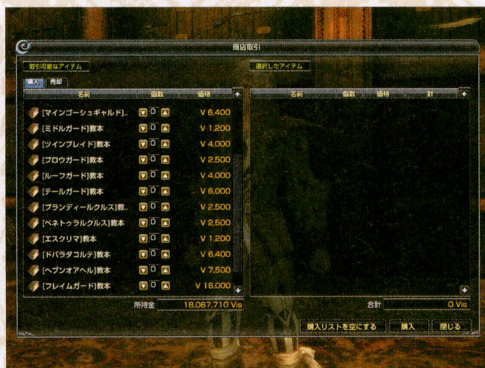 商店取引
取引可能なアイテム
購入 売却
名前 個数 価格
[マインゴーシュギャルド]..
0 V 6,400
[ミドルガード]教本 0 V 1,200
[ツインブレイド]教本 0 V 4,000
[ブロウガード]教本 0 V 2,500
[ルーフガード]教本 0 V 4,000
[テールガード]教本 0 V 6,000
[ブランディールクルス]教.. 0 V 2,500
[ペネトゥラルクルス]教本 0 V 2,500
[エスクリマ]教本 0 V 1,200
[ドバラダコルテ]教本 0 V 6,400
[ヘブンオアヘル]教本 0 V 7,500
[フレイムガード]教本 0 V 16,000
所持金 18,067,710 Vis
選択したアイテム
名前 個数 価格 計
合計 0 Vis
購入リストを空にする 購入 閉じる